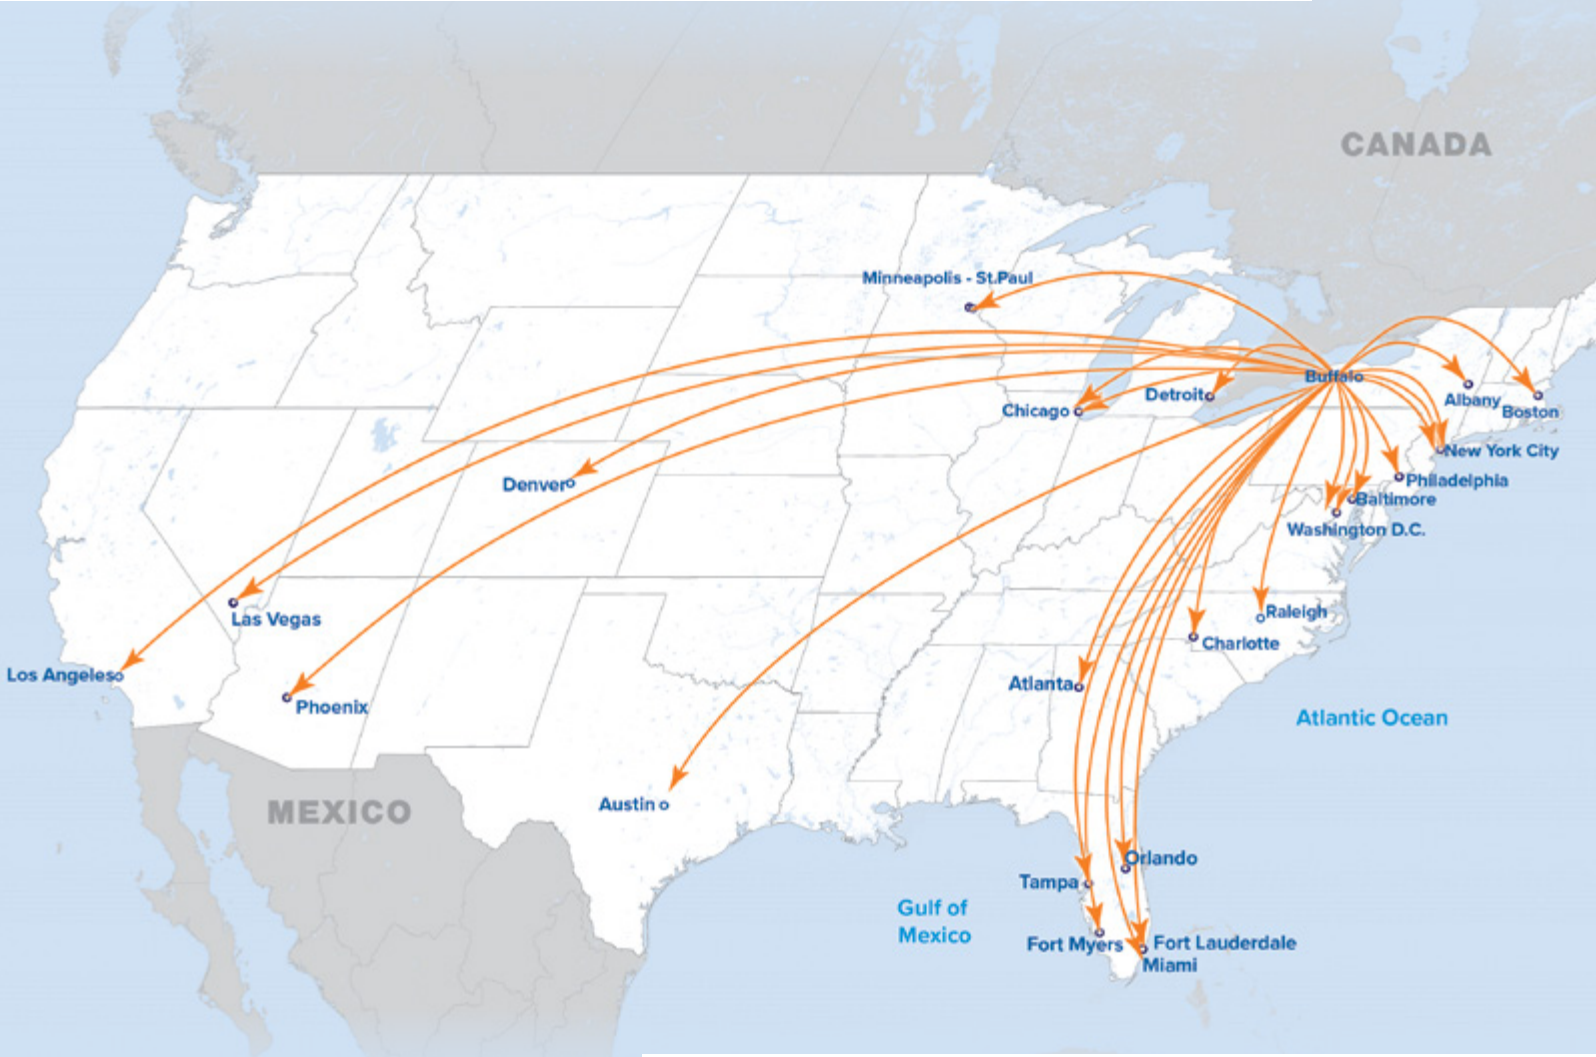 CANADA
Minneapolis - St.Paul
Buffalo
Detroit
Albany
Chicago
Boston
New York City
Denver
Philadelphia
Baltimore
Washington D.C.
Las Vegas
Raleigh
Charlotte
Los Angeles
Atlanta
Phoenix
Atlantic Ocean
MEXICO
Austin
Orlando
Tampa
Gulf of
Mexico
Fort Myers
Fort Lauderdale
Miami